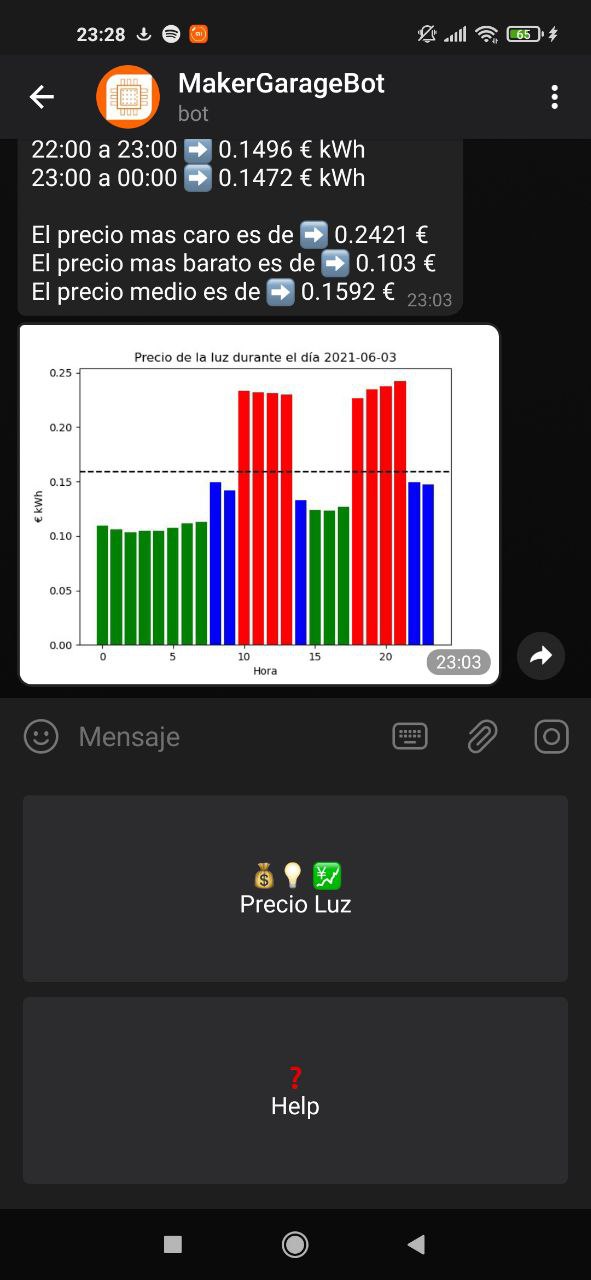 23:28
65
MakerGarageBot
bot
22:00 a 23:00 ➡️ 0.1496 € kWh
23:00 a 00:00 ➡️ 0.1472 € kWh
El precio mas caro es de ➡️ 0.2421 €
El precio mas barato es de ➡️ 0.103 €
El precio medio es de ➡️ 0.1592 € 23:03
Precio de la luz durante el día 2021-06-03
0.25
0.20
0.15
0.10
0.05
0.00
€ kWh
0 5 10 15 20
Hora
23:03
Mensaje
Precio Luz
Help